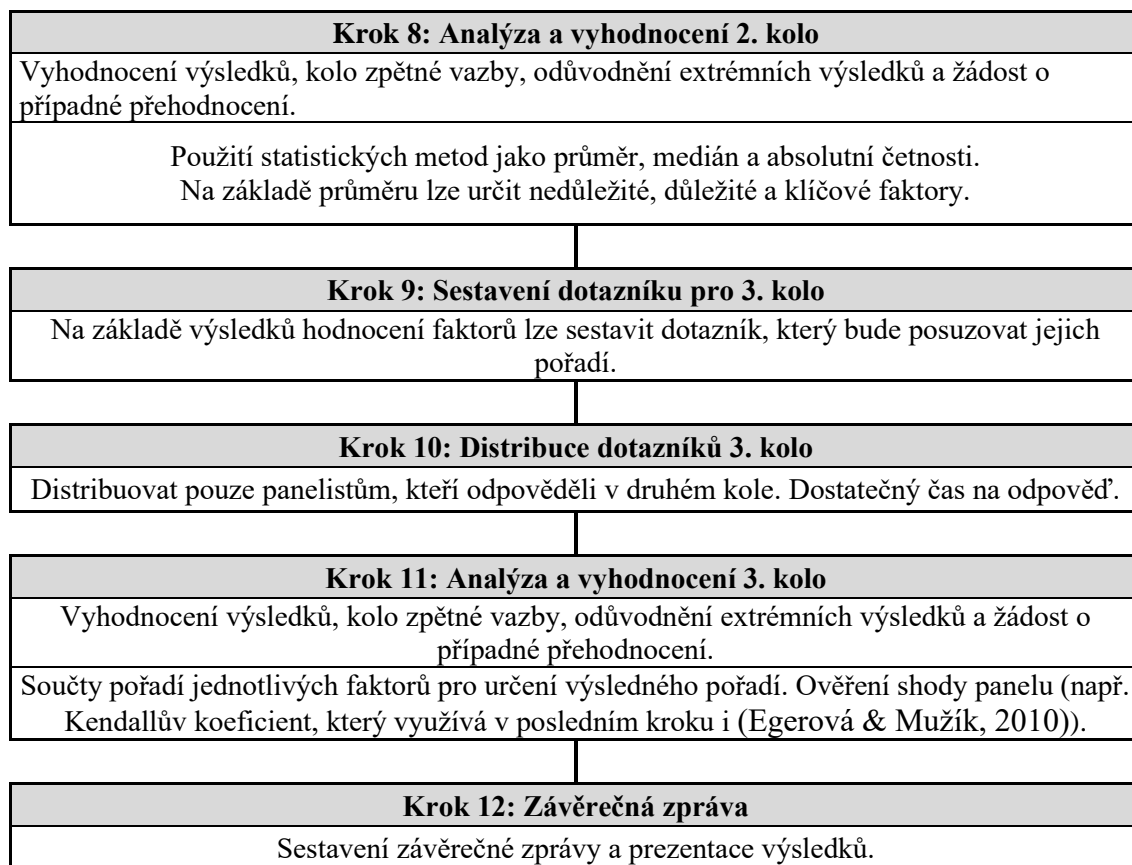 Krok 8: Analýza a vyhodnocení 2. kolo
Vyhodnocení výsledků, kolo zpětné vazby, odůvodnění extrémních výsledků a žádost o
případné přehodnocení.
Použití statistických metod jako průměr, medián a absolutní četnosti.
Na základě průměru lze určit nedůležité, důležité a klíčové faktory.
Krok 9: Sestavení dotazníku pro 3. kolo
Na základě výsledků hodnocení faktorů lze sestavit dotazník, který bude posuzovat jejich
pořadí.
Krok 10: Distribuce dotazníků 3. kolo
Distribuovat pouze panelistům, kteří odpověděli v druhém kole. Dostatečný čas na odpověď.
Krok 11: Analýza a vyhodnocení 3. kolo
Vyhodnocení výsledků, kolo zpětné vazby, odůvodnění extrémních výsledků a žádost o
případné přehodnocení.
Součty pořadí jednotlivých faktorů pro určení výsledného pořadí. Ověření shody panelu (např.
Kendallův koeficient, který využívá v posledním kroku i (Egerová & Mužík, 2010)).
Krok 12: Závěrečná zpráva
Sestavení závěrečné zprávy a prezentace výsledků.